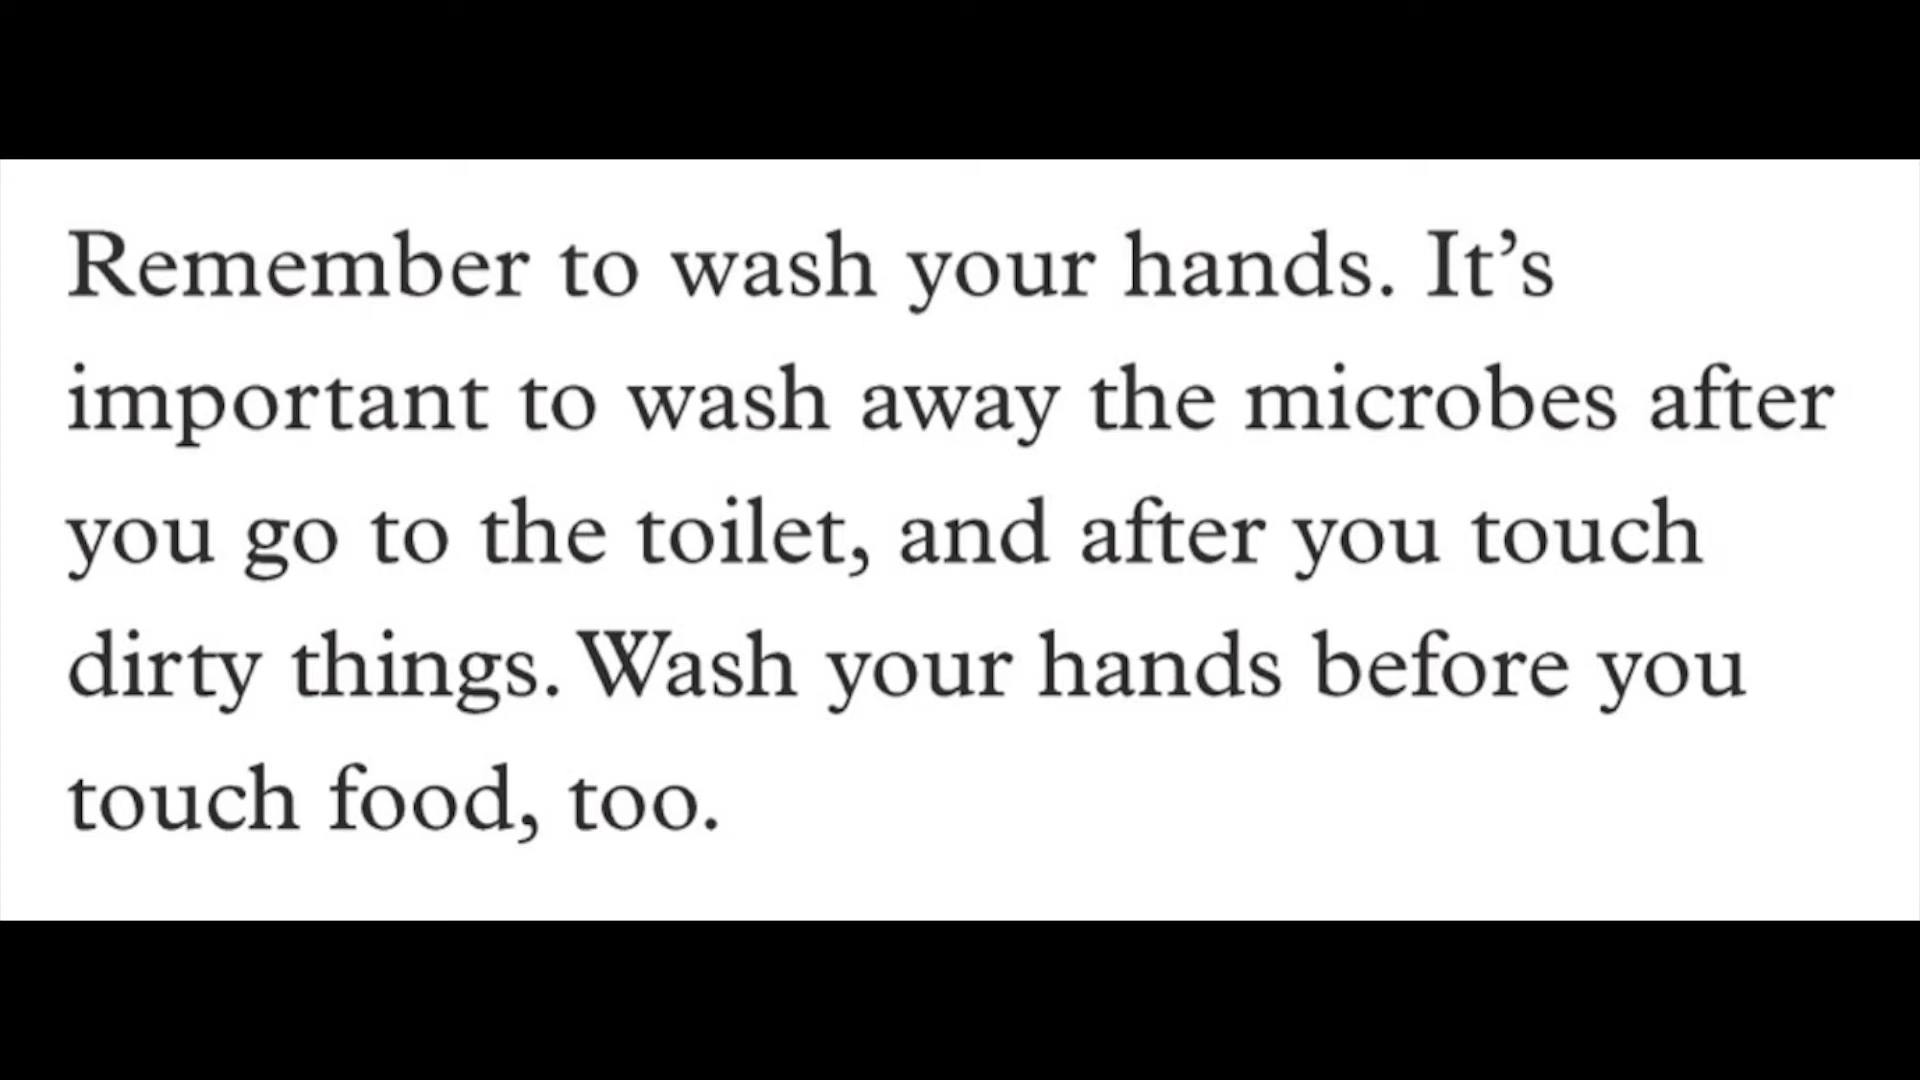 Remember to wash your hands. It’s
important to wash away the microbes after
you go to the toilet, and after you touch
dirty things. Wash your hands before you
touch food, too.